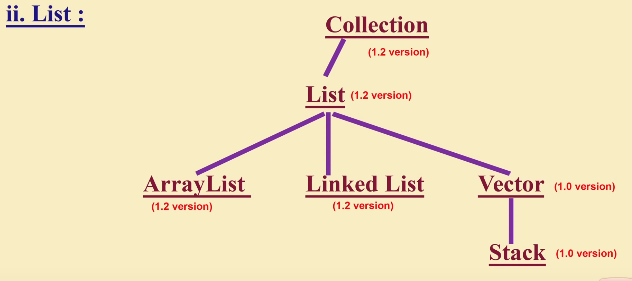 ii. List :
Collection
(1.2 version)
List (1.2 version)
ArrayList Linked List Vector (1.0 version)
(1.2 version) (1.2 version)
Stack (1.0 version)